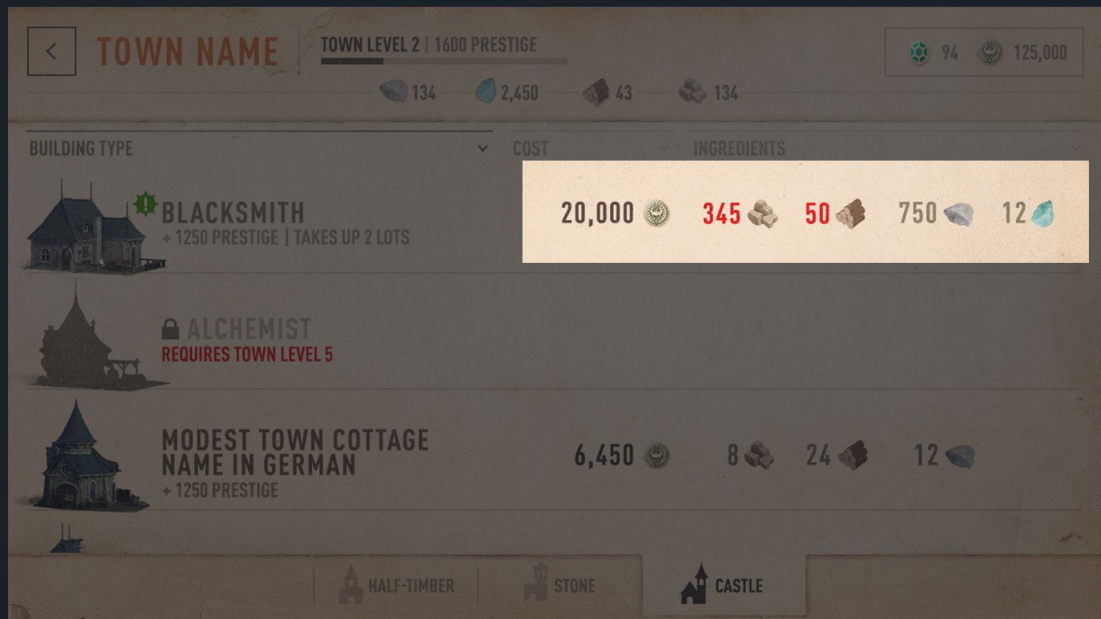 TOWN NAME
TOWN LEVEL 2 | 1600 PRESTIGE
94 125,000
134 2,450 43 134
BUILDING TYPE COST INGREDIENTS
BLACKSMITH
+ 1250 PRESTIGE | TAKES UP 2 LOTS
20,000 345 50 750 12
ALCHEMIST
REQUIRES TOWN LEVEL 5
MODEST TOWN COTTAGE
NAME IN GERMAN
+ 1250 PRESTIGE
6,450 8 24 12
HALF-TIMBER STONE CASTLE